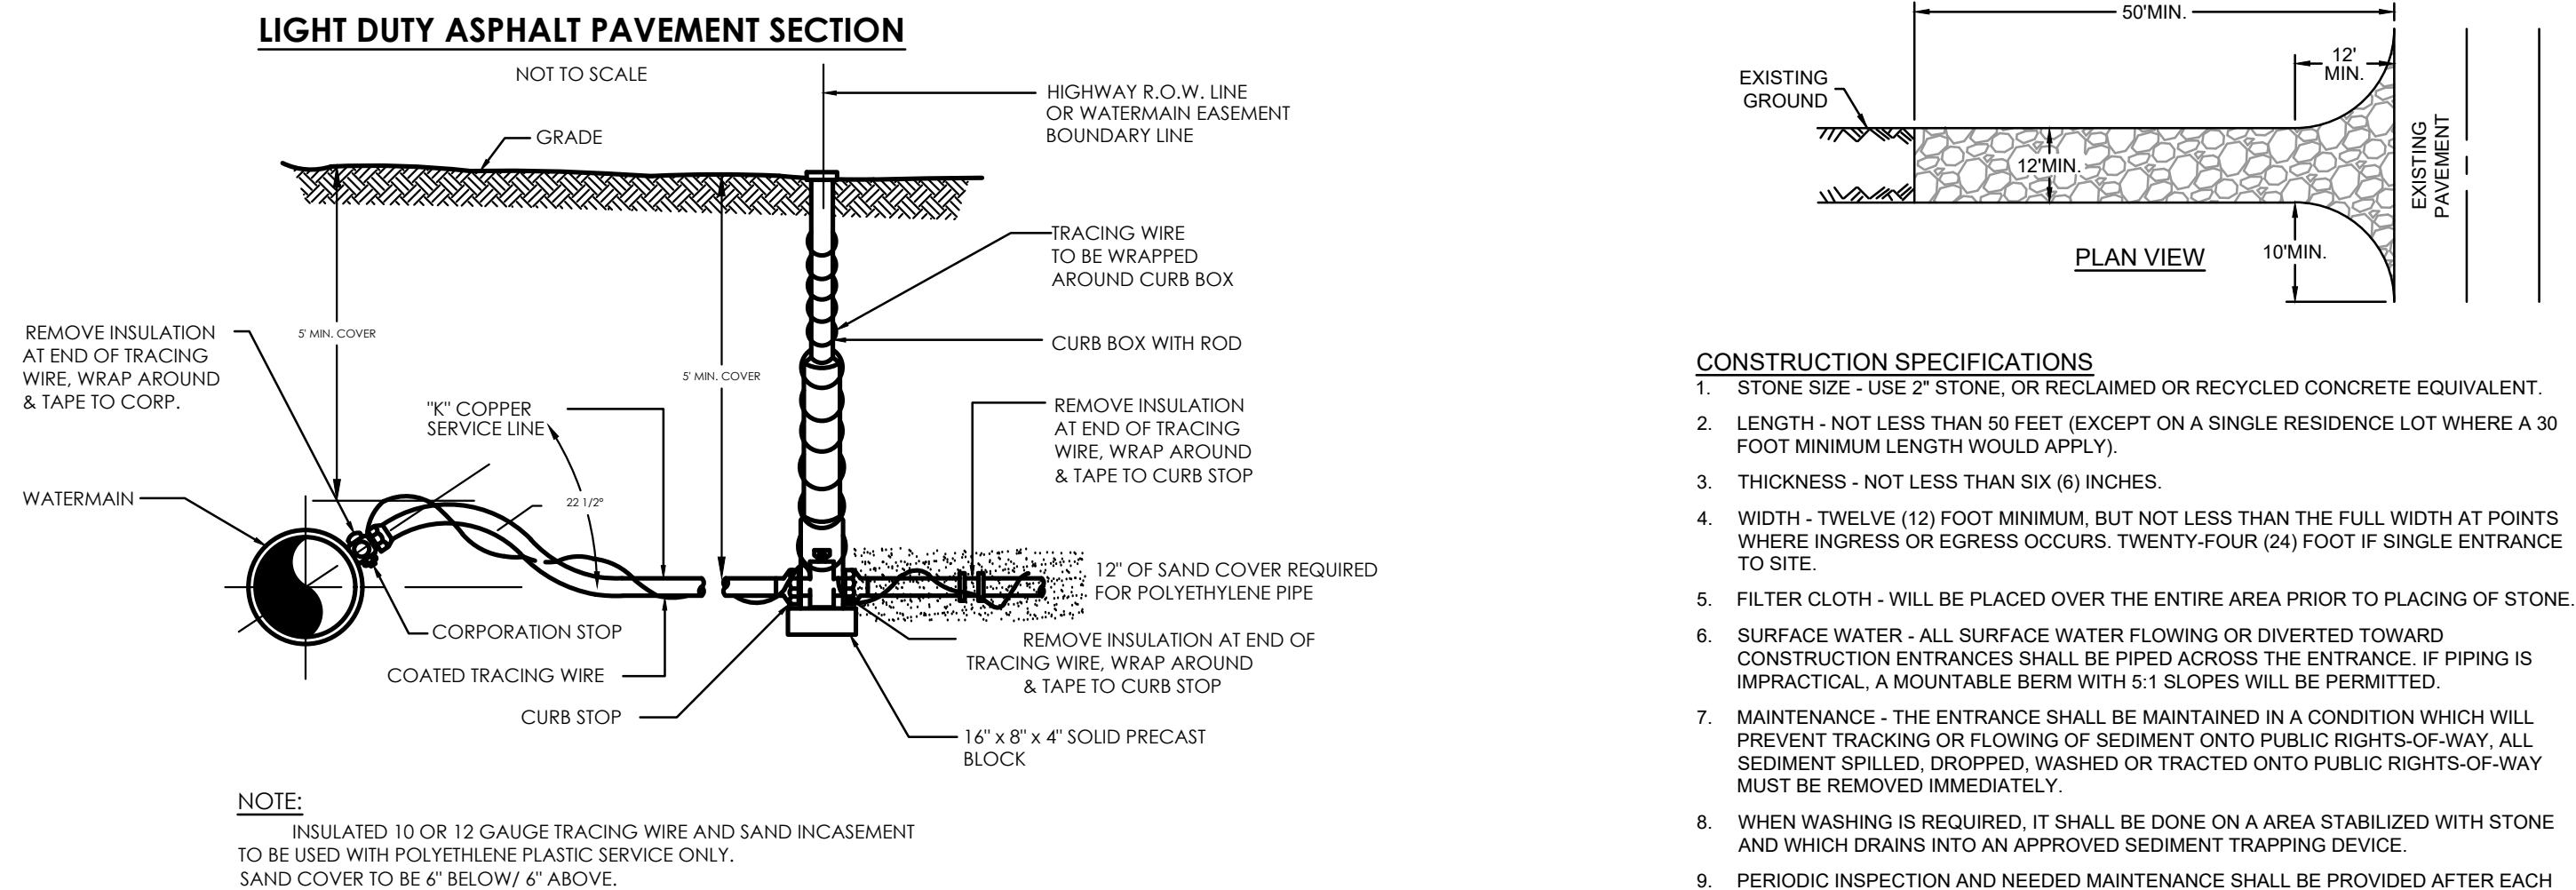 LIGHT DUTY ASPHALT PAVEMENT SECTION
NOT TO SCALE
HIGHWAY R.O.W. LINE
OR WATERMAIN EASEMENT
BOUNDARY LINE
GRADE
TRACING WIRE
TO BE WRAPPED
AROUND CURB BOX
REMOVE INSULATION
AT END OF TRACING
WIRE, WRAP AROUND
& TAPE TO CORP.
5' MIN. COVER
5' MIN. COVER
CURB BOX WITH ROD
"K" COPPER
SERVICE LINE
REMOVE INSULATION
AT END OF TRACING
WIRE, WRAP AROUND
& TAPE TO CURB STOP
WATERMAIN
22 1/2°
12" OF SAND COVER REQUIRED
FOR POLYETHYLENE PIPE
CORPORATION STOP
REMOVE INSULATION AT END OF
TRACING WIRE, WRAP AROUND
& TAPE TO CURB STOP
COATED TRACING WIRE
CURB STOP
16" x 8" x 4" SOLID PRECAST
BLOCK
NOTE:
INSULATED 10 OR 12 GAUGE TRACING WIRE AND SAND INCASEMENT
TO BE USED WITH POLYETHLENE PLASTIC SERVICE ONLY.
SAND COVER TO BE 6" BELOW/ 6" ABOVE.
50'MIN.
12'
MIN.
EXISTING
GROUND
12'MIN.
EXISTING
PAVEMENT
10'MIN.
PLAN VIEW
CONSTRUCTION SPECIFICATIONS
1. STONE SIZE - USE 2" STONE, OR RECLAIMED OR RECYCLED CONCRETE EQUIVALENT.
2. LENGTH - NOT LESS THAN 50 FEET (EXCEPT ON A SINGLE RESIDENCE LOT WHERE A 30
FOOT MINIMUM LENGTH WOULD APPLY).
3. THICKNESS - NOT LESS THAN SIX (6) INCHES.
4. WIDTH - TWELVE (12) FOOT MINIMUM, BUT NOT LESS THAN THE FULL WIDTH AT POINTS
WHERE INGRESS OR EGRESS OCCURS. TWENTY-FOUR (24) FOOT IF SINGLE ENTRANCE
TO SITE.
5. FILTER CLOTH - WILL BE PLACED OVER THE ENTIRE AREA PRIOR TO PLACING OF STONE.
6. SURFACE WATER - ALL SURFACE WATER FLOWING OR DIVERTED TOWARD
CONSTRUCTION ENTRANCES SHALL BE PIPED ACROSS THE ENTRANCE. IF PIPING IS
IMPRACTICAL, A MOUNTABLE BERM WITH 5:1 SLOPES WILL BE PERMITTED.
7. MAINTENANCE - THE ENTRANCE SHALL BE MAINTAINED IN A CONDITION WHICH WILL
PREVENT TRACKING OR FLOWING OF SEDIMENT ONTO PUBLIC RIGHTS-OF-WAY, ALL
SEDIMENT SPILLED, DROPPED, WASHED OR TRACTED ONTO PUBLIC RIGHTS-OF-WAY
MUST BE REMOVED IMMEDIATELY.
8. WHEN WASHING IS REQUIRED, IT SHALL BE DONE ON A AREA STABILIZED WITH STONE
AND WHICH DRAINS INTO AN APPROVED SEDIMENT TRAPPING DEVICE.
9. PERIODIC INSPECTION AND NEEDED MAINTENANCE SHALL BE PROVIDED AFTER EACH